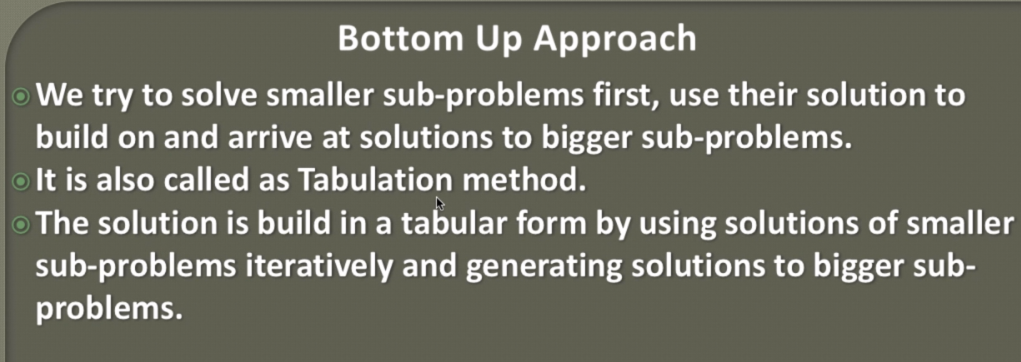 Bottom Up Approach
We try to solve smaller sub-problems first, use their solution to
build on and arrive at solutions to bigger sub-problems.
It is also called as Tabulation method.
The solution is build in a tabular form by using solutions of smaller
sub-problems iteratively and generating solutions to bigger sub-
problems.